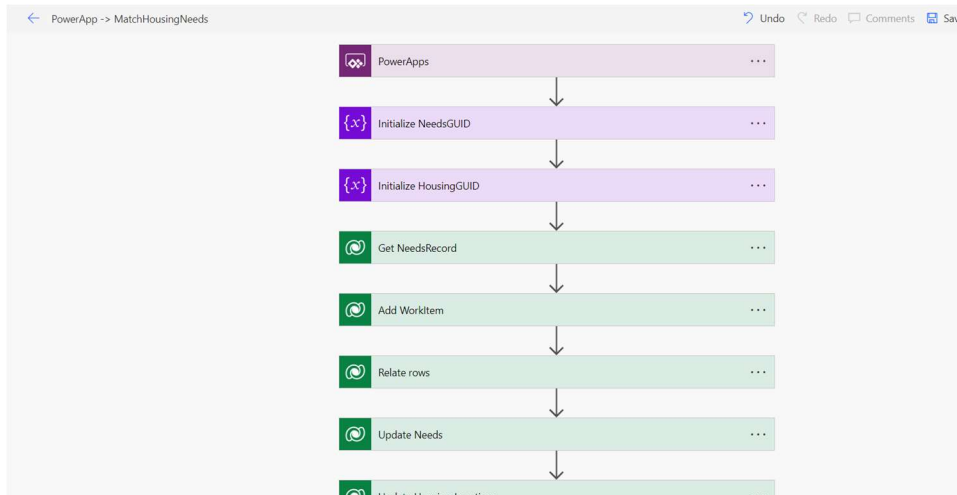 PowerApp -> MatchHousingNeeds
Undo Redo Comments
PowerApps
{x} Initialize NeedsGUID
{x} Initialize HousingGUID
Get NeedsRecord
Add WorkItem
Relate rows
Update Needs